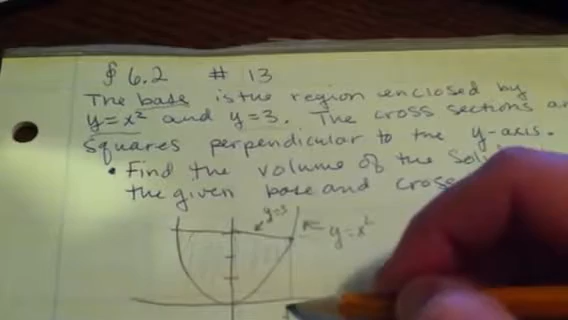 § 6.2 # 13
The base is the region enclosed by
y=x² and y=3. The cross sections
squares perpendicular to the y-axis.
• Find the volume of the
the given base and
y=3
y=x²